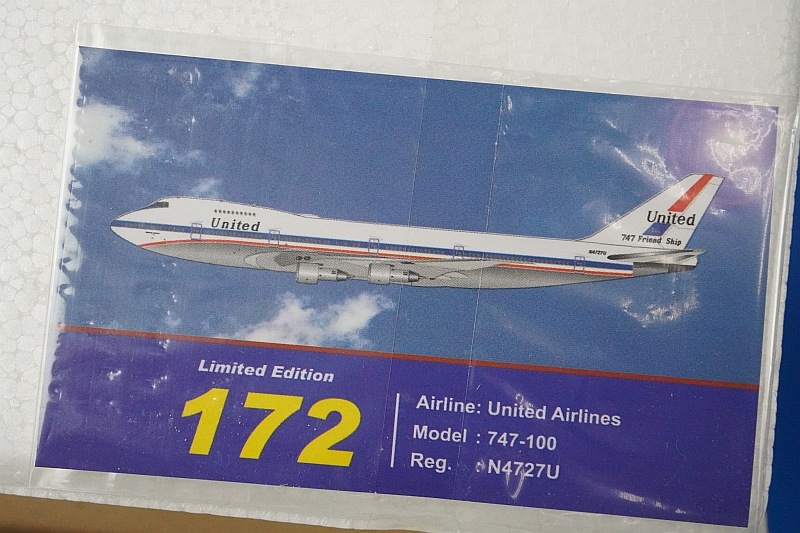 United
United
747 Friend Ship
N4727U
Limited Edition
172
Airline: United Airlines
Model : 747-100
Reg. : N4727U